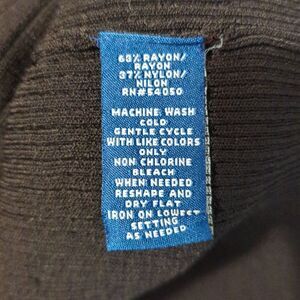 63% RAYON/
RAYON
37% NYLON/
NILON
RN#54050
MACHINE WASH
COLD
GENTLE CYCLE
WITH LIKE COLORS
ONLY
NON CHLORINE
BLEACH
WHEN NEEDED
RESHAPE AND
DRY FLAT
IRON ON LOWEST
SETTING
AS NEEDED